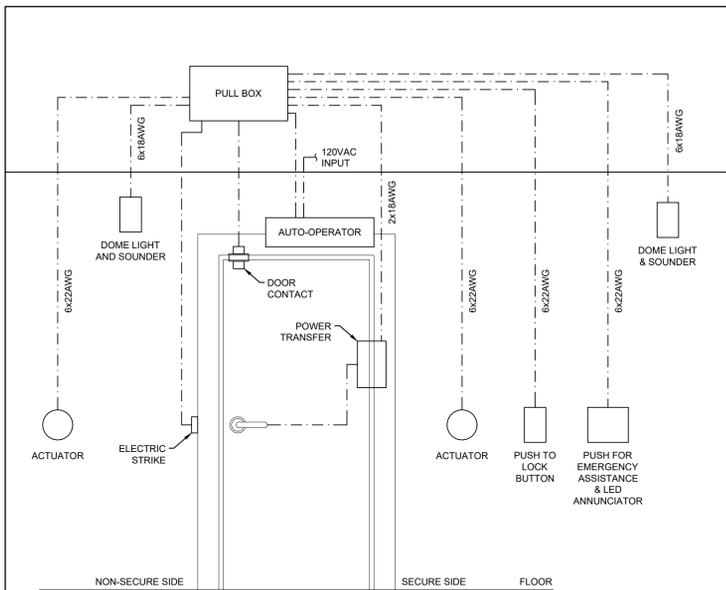 PULL BOX
120VAC
INPUT
6x18AWG
6x18AWG
2x18AWG
DOME LIGHT
AND SOUNDER
AUTO-OPERATOR
DOME LIGHT
& SOUNDER
DOOR
CONTACT
6x22AWG
6x22AWG
6x22AWG
6x22AWG
POWER
TRANSFER
ACTUATOR
ELECTRIC
STRIKE
ACTUATOR
PUSH TO
LOCK
BUTTON
PUSH FOR
EMERGENCY
ASSISTANCE
& LED
ANNUNCIATOR
NON-SECURE SIDE
SECURE SIDE
FLOOR